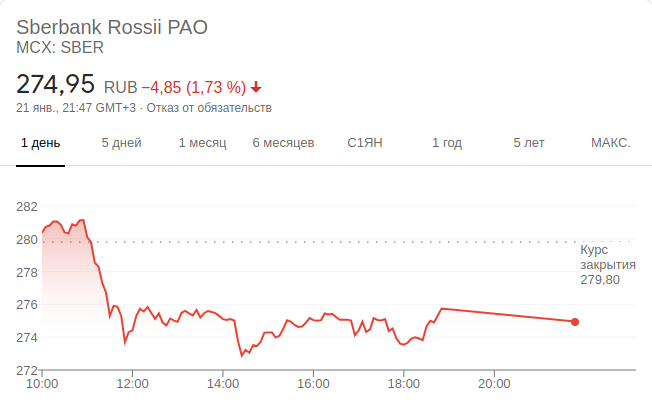 Sberbank Rossii PAO
MCX: SBER
274,95 RUB −4,85 (1,73 %)
21 янв., 21:47 GMT+3 · Отказ от обязательств
1 день 5 дней 1 месяц 6 месяцев С1ЯН 1 год 5 лет МАКС.
282
280
278
276
274
272
Курс
закрытия
279,80
10:00 12:00 14:00 16:00 18:00 20:00